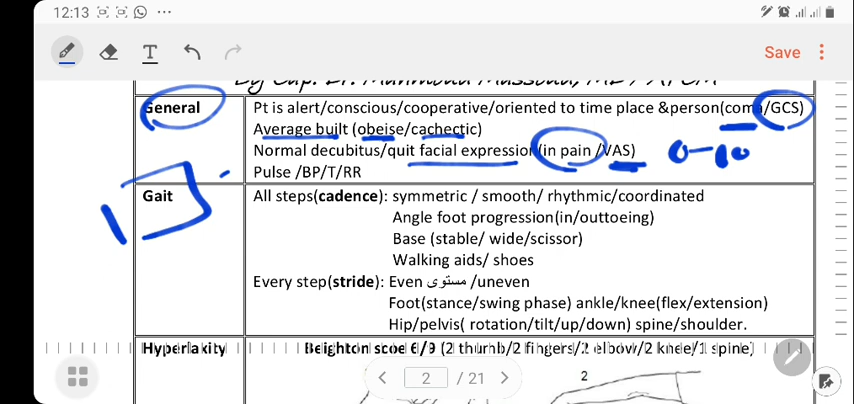 12:13
T
Save
By Cap. Dr. Mahmoud
General
Pt is alert/conscious/cooperative/oriented to time place &person(coma/GCS)
Average built (obeise/cachectic)
Normal decubitus/quit facial expression(in pain /VAS) 0-10
Pulse /BP/T/RR
Gait
All steps(cadence): symmetric / smooth/ rhythmic/coordinated
Angle foot progression(in/outtoeing)
Base (stable/ wide/scissor)
Walking aids/ shoes
Every step(stride): Even مستوى /uneven
Foot(stance/swing phase) ankle/knee(flex/extension)
Hip/pelvis( rotation/tilt/up/down) spine/shoulder.
Hyperlaxity
Beighton scoe 6/9 (2 thumb/2 fingers/2 elbow/2 knee/1 spine)
2 / 21
2